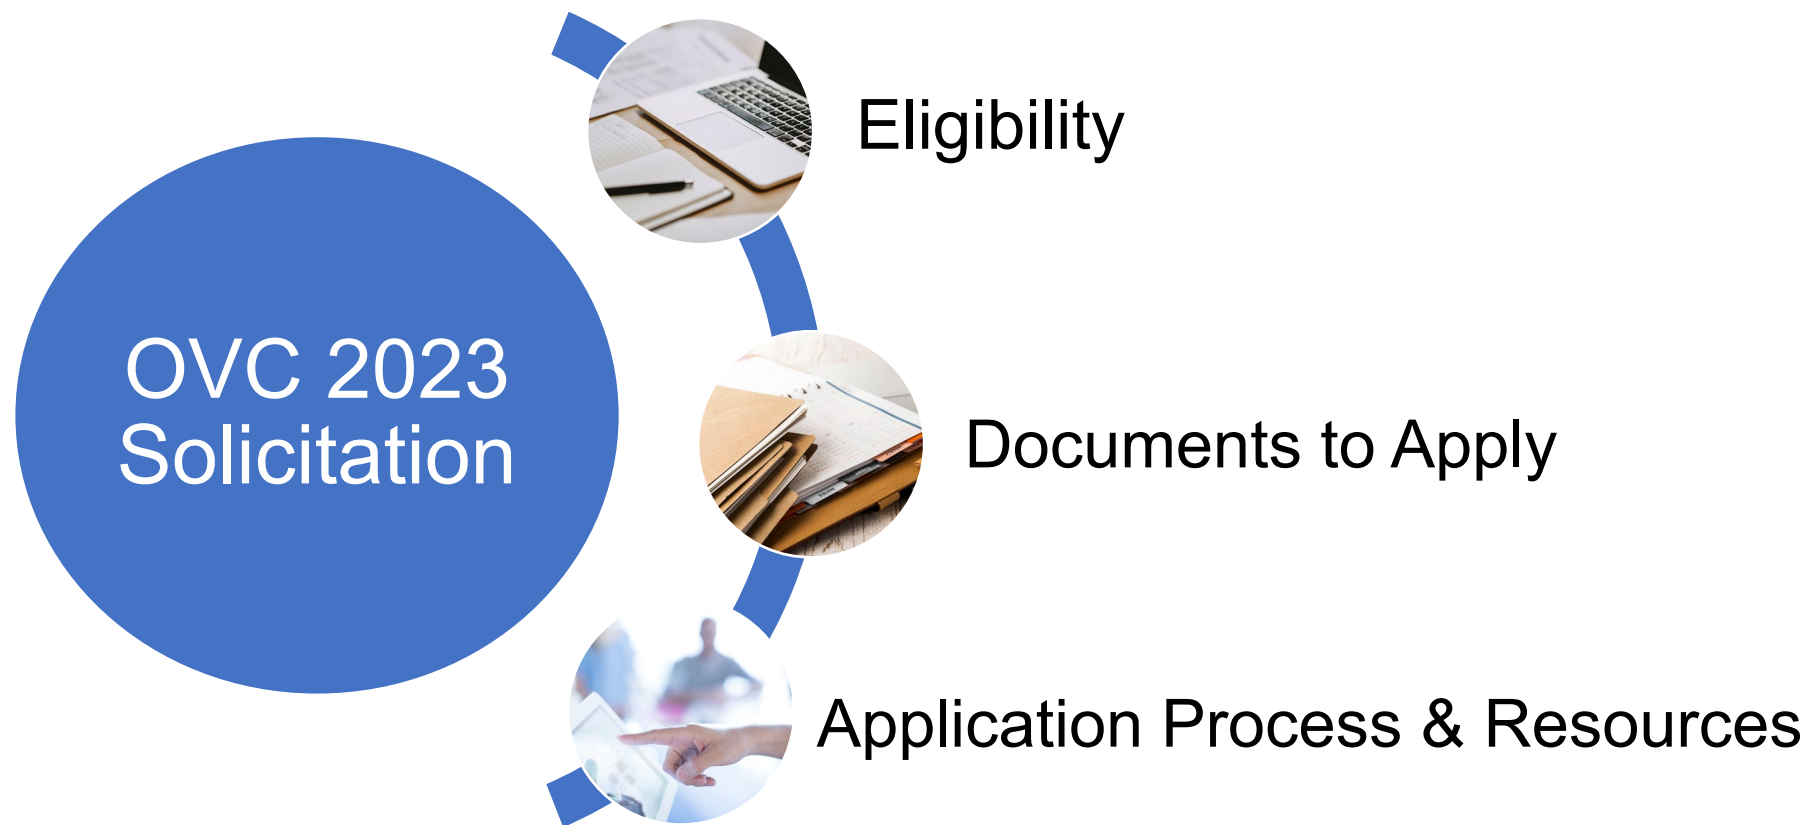 OVC 2023
Solicitation
Eligibility
Documents to Apply
Application Process & Resources